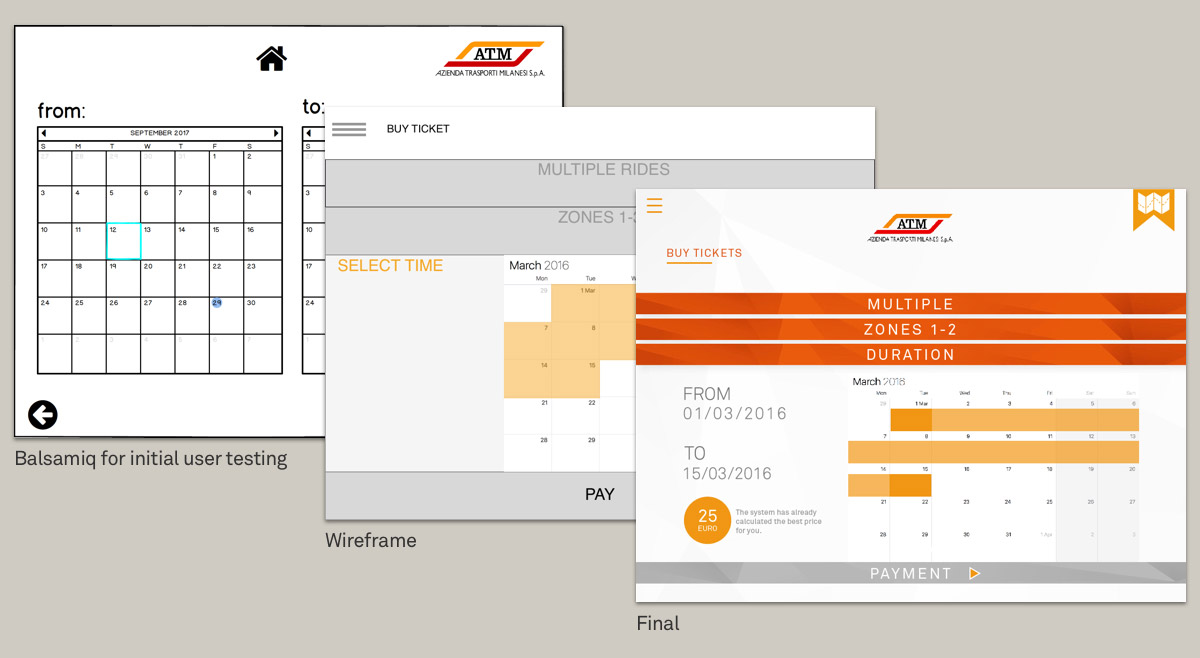 ATM
AZIENDA TRASPORTI MILANESI S.p.A.
from:
SEPTEMBER 2017
S M T W T F S
27 28 29 30 31 1 2
3 4 5 6 7 8 9
10 11 12 13 14 15 16
17 18 19 20 21 22 23
24 25 26 27 28 29 30
1 2 3 4 5 6 7
to:
S
27
3
10
17
24
1
Balsamiq for initial user testing
BUY TICKET
MULTIPLE RIDES
ZONES 1-2
SELECT TIME
March 2016
Mon Tue W
28 1 Mar
7 8
14 15
21 22
28 29
PAY
Wireframe
ATM
AZIENDA TRASPORTI MILANESI S.p.A.
BUY TICKETS
MULTIPLE
ZONES 1-2
DURATION
FROM
01/03/2016
TO
15/03/2016
25
EURO
The system has already
calculated the best price
for you.
March 2016
Mon Tue Wed Thu Fri Sat Sun
28 1 Mar 2 3 4 5 6
7 8 9 10 11 12 13
14 15 16 17 18 19 20
21 22 23 24 25 26 27
28 29 30 31 1 Apr 2 3
PAYMENT
Final